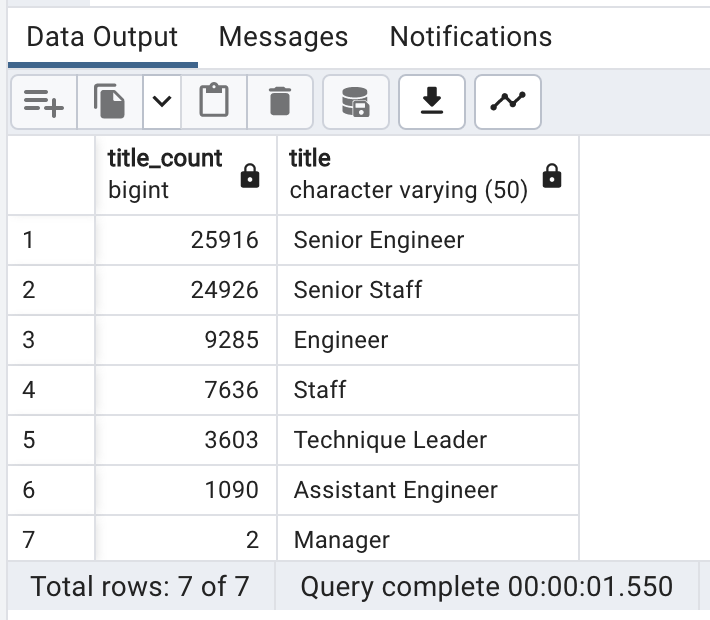 Data Output Messages Notifications
title_count title
bigint character varying (50)
1 25916 Senior Engineer
2 24926 Senior Staff
3 9285 Engineer
4 7636 Staff
5 3603 Technique Leader
6 1090 Assistant Engineer
7 2 Manager
Total rows: 7 of 7 Query complete 00:00:01.550